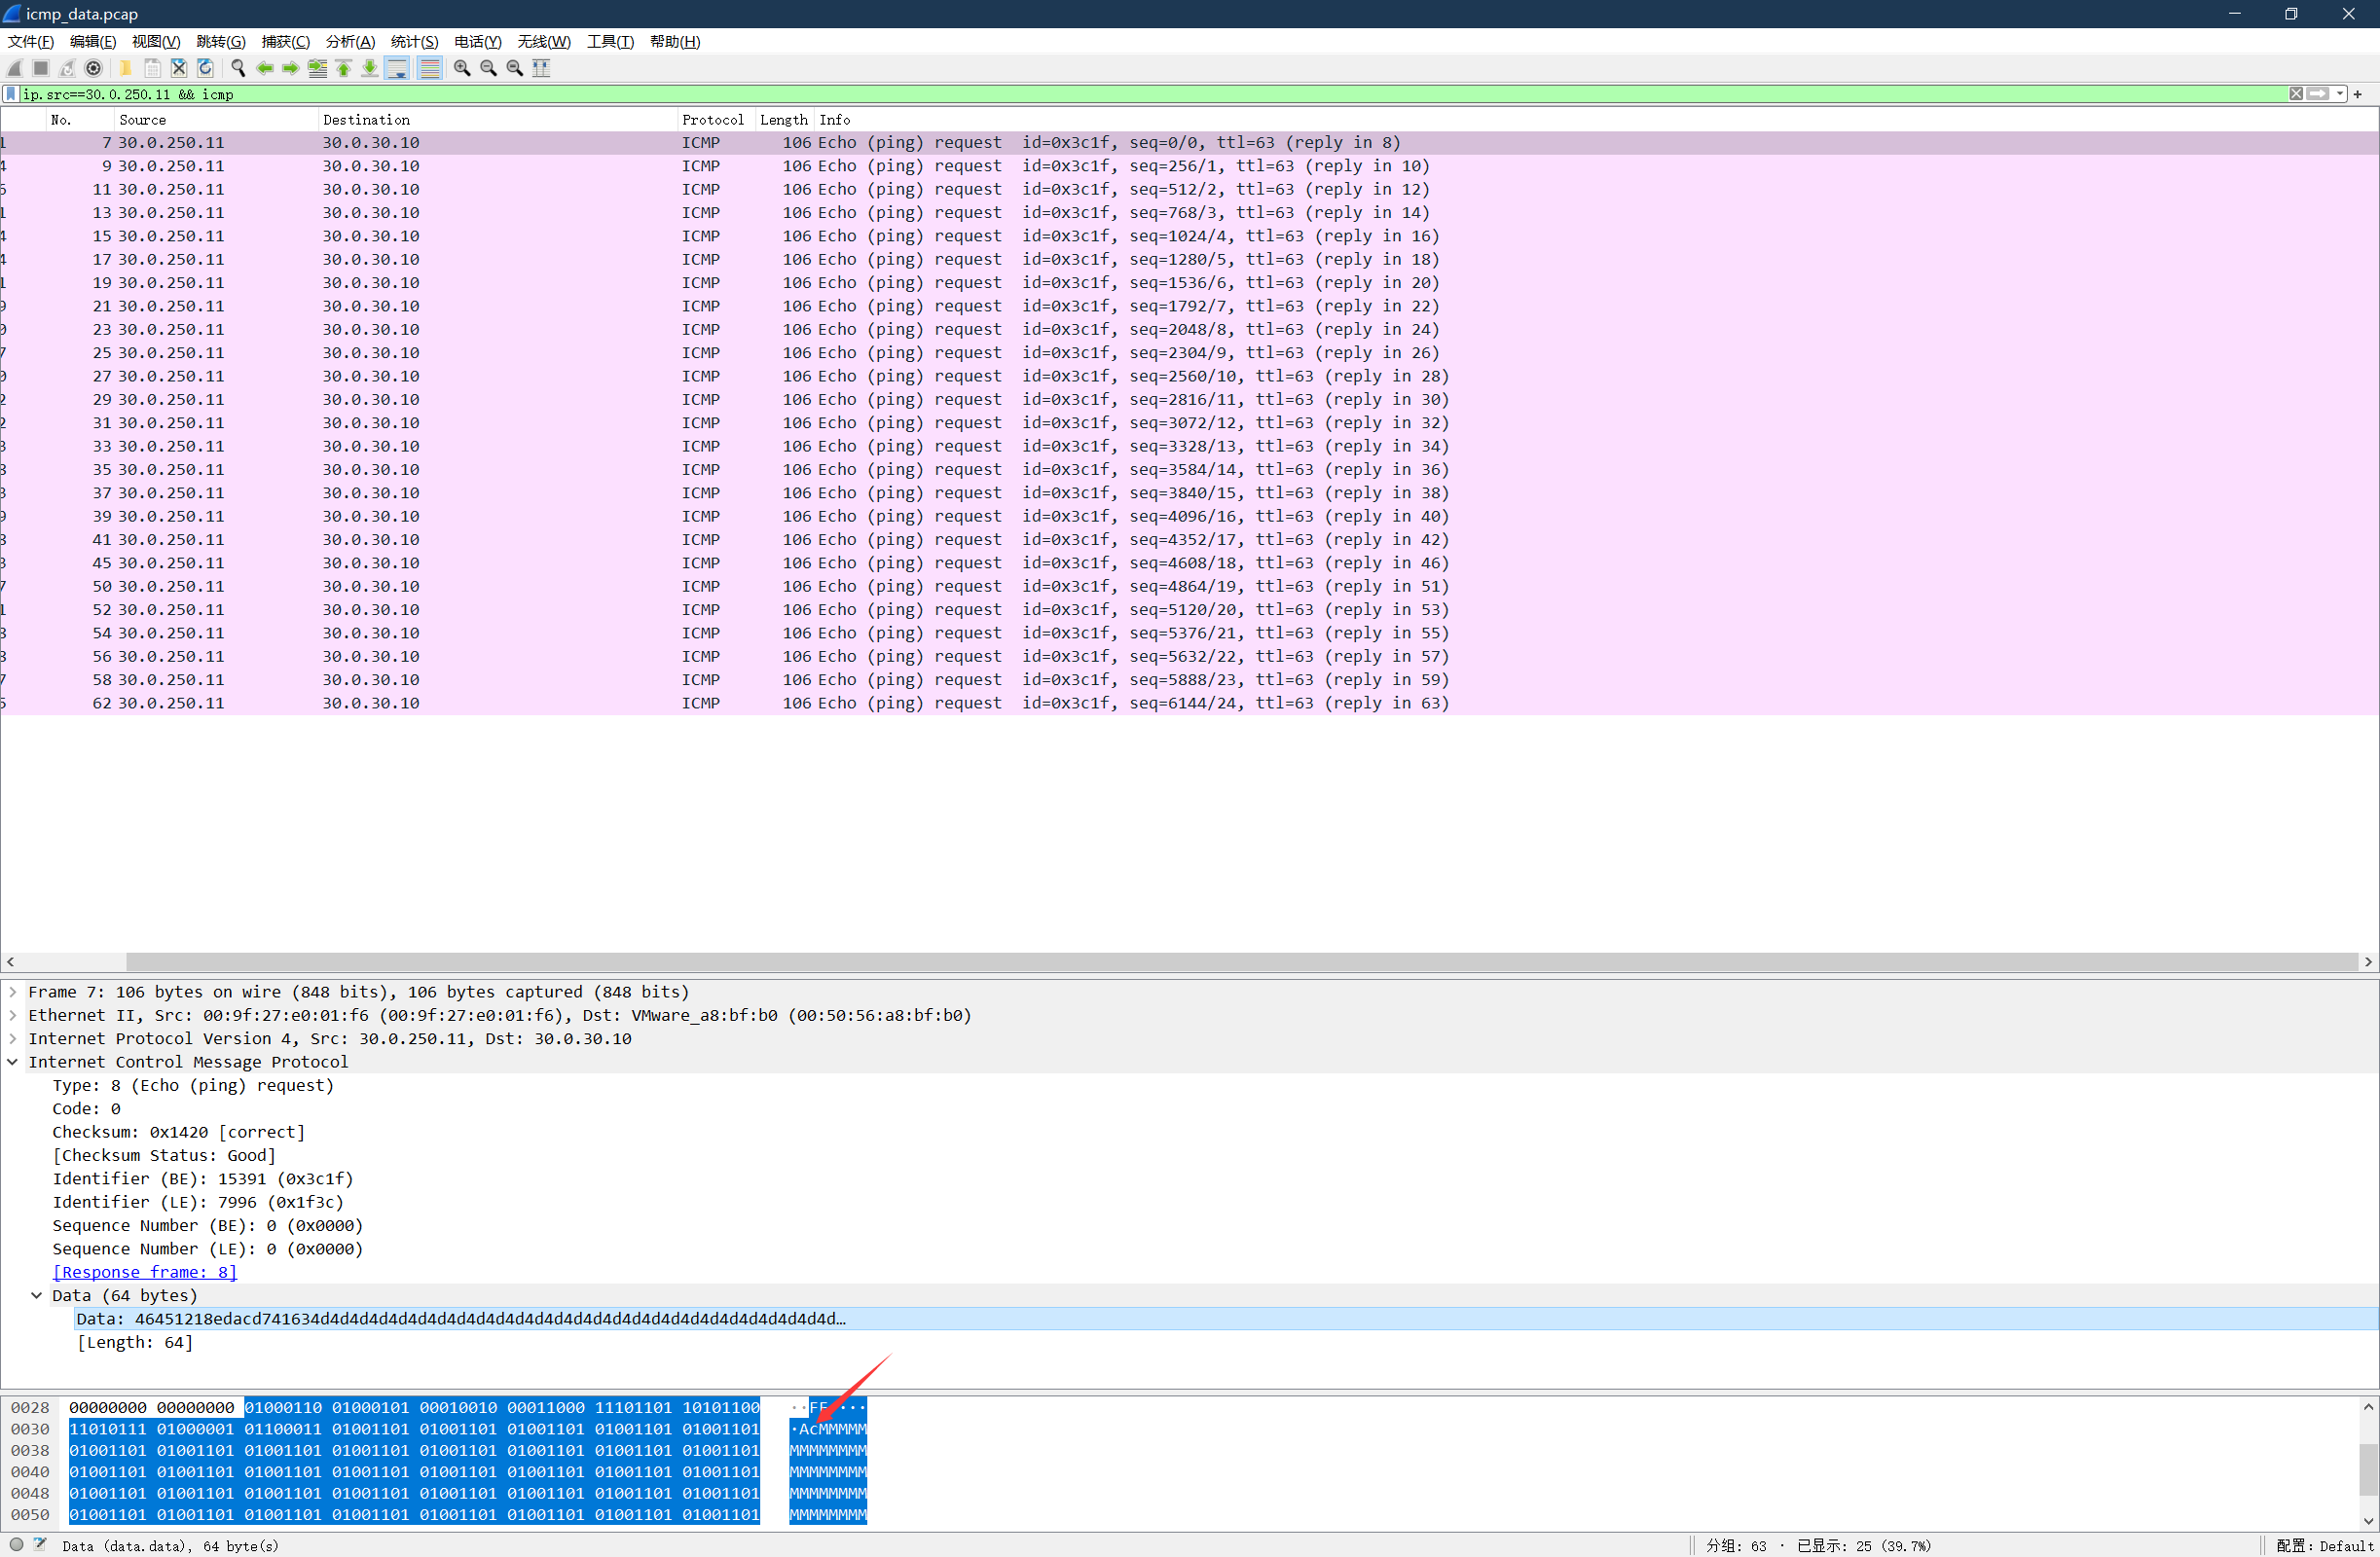 icmp_data.pcap
文件(F) 编辑(E) 视图(V) 跳转(G) 捕获(C) 分析(A) 统计(S) 电话(Y) 无线(W) 工具(T) 帮助(H)
ip.src==30.0.250.11 && icmp
No. Source Destination Protocol Length Info
1 7 30.0.250.11 30.0.30.10 ICMP 106 Echo (ping) request id=0x3c1f, seq=0/0, ttl=63 (reply in 8)
4 9 30.0.250.11 30.0.30.10 ICMP 106 Echo (ping) request id=0x3c1f, seq=256/1, ttl=63 (reply in 10)
11 30.0.250.11 30.0.30.10 ICMP 106 Echo (ping) request id=0x3c1f, seq=512/2, ttl=63 (reply in 12)
1 13 30.0.250.11 30.0.30.10 ICMP 106 Echo (ping) request id=0x3c1f, seq=768/3, ttl=63 (reply in 14)
4 15 30.0.250.11 30.0.30.10 ICMP 106 Echo (ping) request id=0x3c1f, seq=1024/4, ttl=63 (reply in 16)
4 17 30.0.250.11 30.0.30.10 ICMP 106 Echo (ping) request id=0x3c1f, seq=1280/5, ttl=63 (reply in 18)
1 19 30.0.250.11 30.0.30.10 ICMP 106 Echo (ping) request id=0x3c1f, seq=1536/6, ttl=63 (reply in 20)
21 30.0.250.11 30.0.30.10 ICMP 106 Echo (ping) request id=0x3c1f, seq=1792/7, ttl=63 (reply in 22)
23 30.0.250.11 30.0.30.10 ICMP 106 Echo (ping) request id=0x3c1f, seq=2048/8, ttl=63 (reply in 24)
25 30.0.250.11 30.0.30.10 ICMP 106 Echo (ping) request id=0x3c1f, seq=2304/9, ttl=63 (reply in 26)
27 30.0.250.11 30.0.30.10 ICMP 106 Echo (ping) request id=0x3c1f, seq=2560/10, ttl=63 (reply in 28)
29 30.0.250.11 30.0.30.10 ICMP 106 Echo (ping) request id=0x3c1f, seq=2816/11, ttl=63 (reply in 30)
31 30.0.250.11 30.0.30.10 ICMP 106 Echo (ping) request id=0x3c1f, seq=3072/12, ttl=63 (reply in 32)
33 30.0.250.11 30.0.30.10 ICMP 106 Echo (ping) request id=0x3c1f, seq=3328/13, ttl=63 (reply in 34)
35 30.0.250.11 30.0.30.10 ICMP 106 Echo (ping) request id=0x3c1f, seq=3584/14, ttl=63 (reply in 36)
37 30.0.250.11 30.0.30.10 ICMP 106 Echo (ping) request id=0x3c1f, seq=3840/15, ttl=63 (reply in 38)
39 30.0.250.11 30.0.30.10 ICMP 106 Echo (ping) request id=0x3c1f, seq=4096/16, ttl=63 (reply in 40)
41 30.0.250.11 30.0.30.10 ICMP 106 Echo (ping) request id=0x3c1f, seq=4352/17, ttl=63 (reply in 42)
45 30.0.250.11 30.0.30.10 ICMP 106 Echo (ping) request id=0x3c1f, seq=4608/18, ttl=63 (reply in 46)
50 30.0.250.11 30.0.30.10 ICMP 106 Echo (ping) request id=0x3c1f, seq=4864/19, ttl=63 (reply in 51)
1 52 30.0.250.11 30.0.30.10 ICMP 106 Echo (ping) request id=0x3c1f, seq=5120/20, ttl=63 (reply in 53)
54 30.0.250.11 30.0.30.10 ICMP 106 Echo (ping) request id=0x3c1f, seq=5376/21, ttl=63 (reply in 55)
56 30.0.250.11 30.0.30.10 ICMP 106 Echo (ping) request id=0x3c1f, seq=5632/22, ttl=63 (reply in 57)
58 30.0.250.11 30.0.30.10 ICMP 106 Echo (ping) request id=0x3c1f, seq=5888/23, ttl=63 (reply in 59)
62 30.0.250.11 30.0.30.10 ICMP 106 Echo (ping) request id=0x3c1f, seq=6144/24, ttl=63 (reply in 63)
Frame 7: 106 bytes on wire (848 bits), 106 bytes captured (848 bits)
Ethernet II, Src: 00:9f:27:e0:01:f6 (00:9f:27:e0:01:f6), Dst: VMware_a8:bf:b0 (00:50:56:a8:bf:b0)
Internet Protocol Version 4, Src: 30.0.250.11, Dst: 30.0.30.10
Internet Control Message Protocol
Type: 8 (Echo (ping) request)
Code: 0
Checksum: 0x1420 [correct]
[Checksum Status: Good]
Identifier (BE): 15391 (0x3c1f)
Identifier (LE): 7996 (0x1f3c)
Sequence Number (BE): 0 (0x0000)
Sequence Number (LE): 0 (0x0000)
[Response frame: 8]
Data (64 bytes)
Data: 46451218edacd741634d4d4d4d4d4d4d4d4d4d4d4d4d4d4d4d4d4d4d4d4d4d4d4d4d4d4d…
[Length: 64]
0028 00000000 00000000 01000110 01000101 00010010 00011000 11101101 10101100 ··FE····
0030 11010111 01000001 01100011 01001101 01001101 01001101 01001101 01001101 ·AcMMMMM
0038 01001101 01001101 01001101 01001101 01001101 01001101 01001101 01001101 MMMMMMMM
0040 01001101 01001101 01001101 01001101 01001101 01001101 01001101 01001101 MMMMMMMM
0048 01001101 01001101 01001101 01001101 01001101 01001101 01001101 01001101 MMMMMMMM
0050 01001101 01001101 01001101 01001101 01001101 01001101 01001101 01001101 MMMMMMMM
Data (data.data), 64 byte(s) 分组: 63 · 已显示: 25 (39.7%) 配置: Default